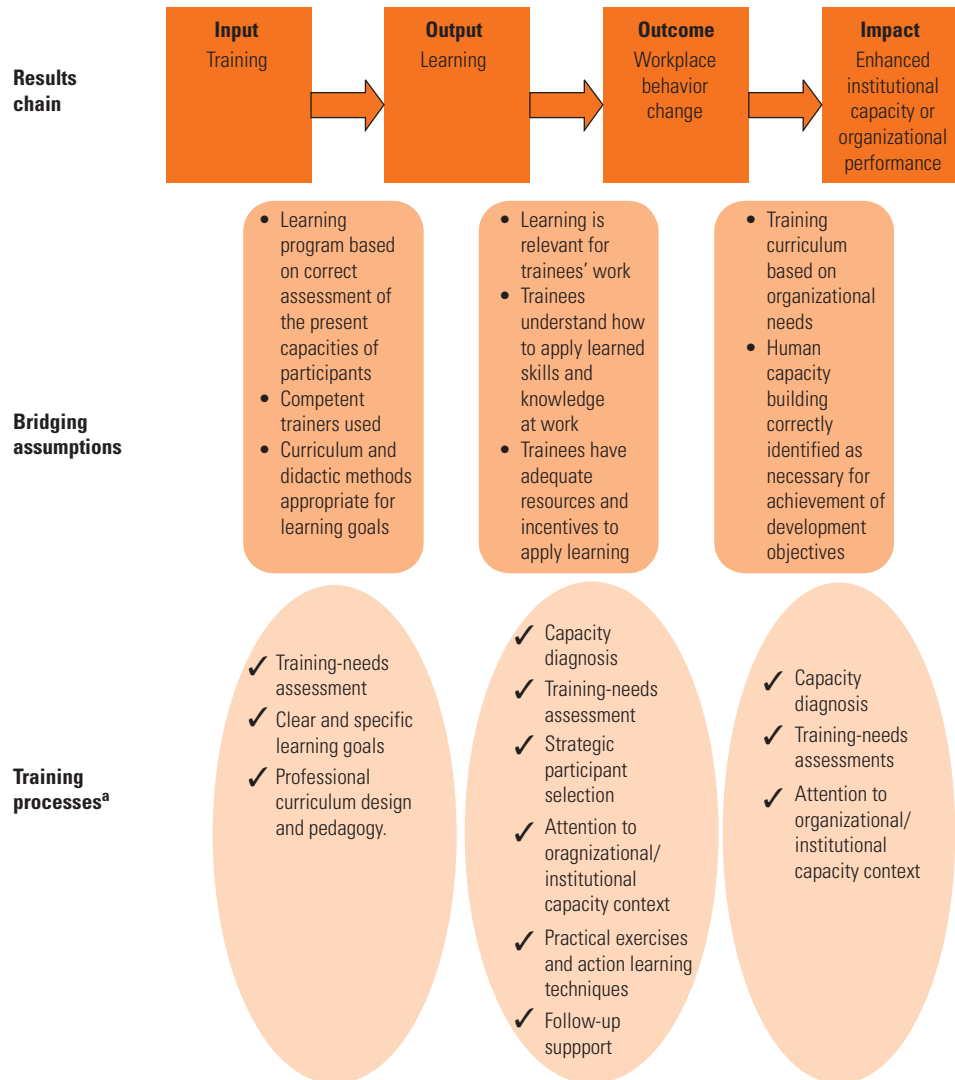 Results
chain
Input
Training
Output
Learning
Outcome
Workplace
behavior
change
Impact
Enhanced
institutional
capacity or
organizational
performance
Bridging
assumptions
• Learning
program based
on correct
assessment of
the present
capacities of
participants
• Competent
trainers used
• Curriculum and
didactic methods
appropriate for
learning goals
• Learning is
relevant for
trainees’ work
• Trainees
understand how
to apply learned
skills and
knowledge
at work
• Trainees have
adequate
resources and
incentives to
apply learning
• Training
curriculum
based on
organizational
needs
• Human
capacity
building
correctly
identified as
necessary for
achievement of
development
objectives
Training
processesᵃ
✓ Training-needs
assessment
✓ Clear and specific
learning goals
✓ Professional
curriculum design
and pedagogy.
✓ Capacity
diagnosis
✓ Training-needs
assessment
✓ Strategic
participant
selection
✓ Attention to
oragnizational/
institutional
capacity context
✓ Practical exercises
and action learning
techniques
✓ Follow-up
suppport
✓ Capacity
diagnosis
✓ Training-needs
assessments
✓ Attention to
organizational/
institutional
capacity context